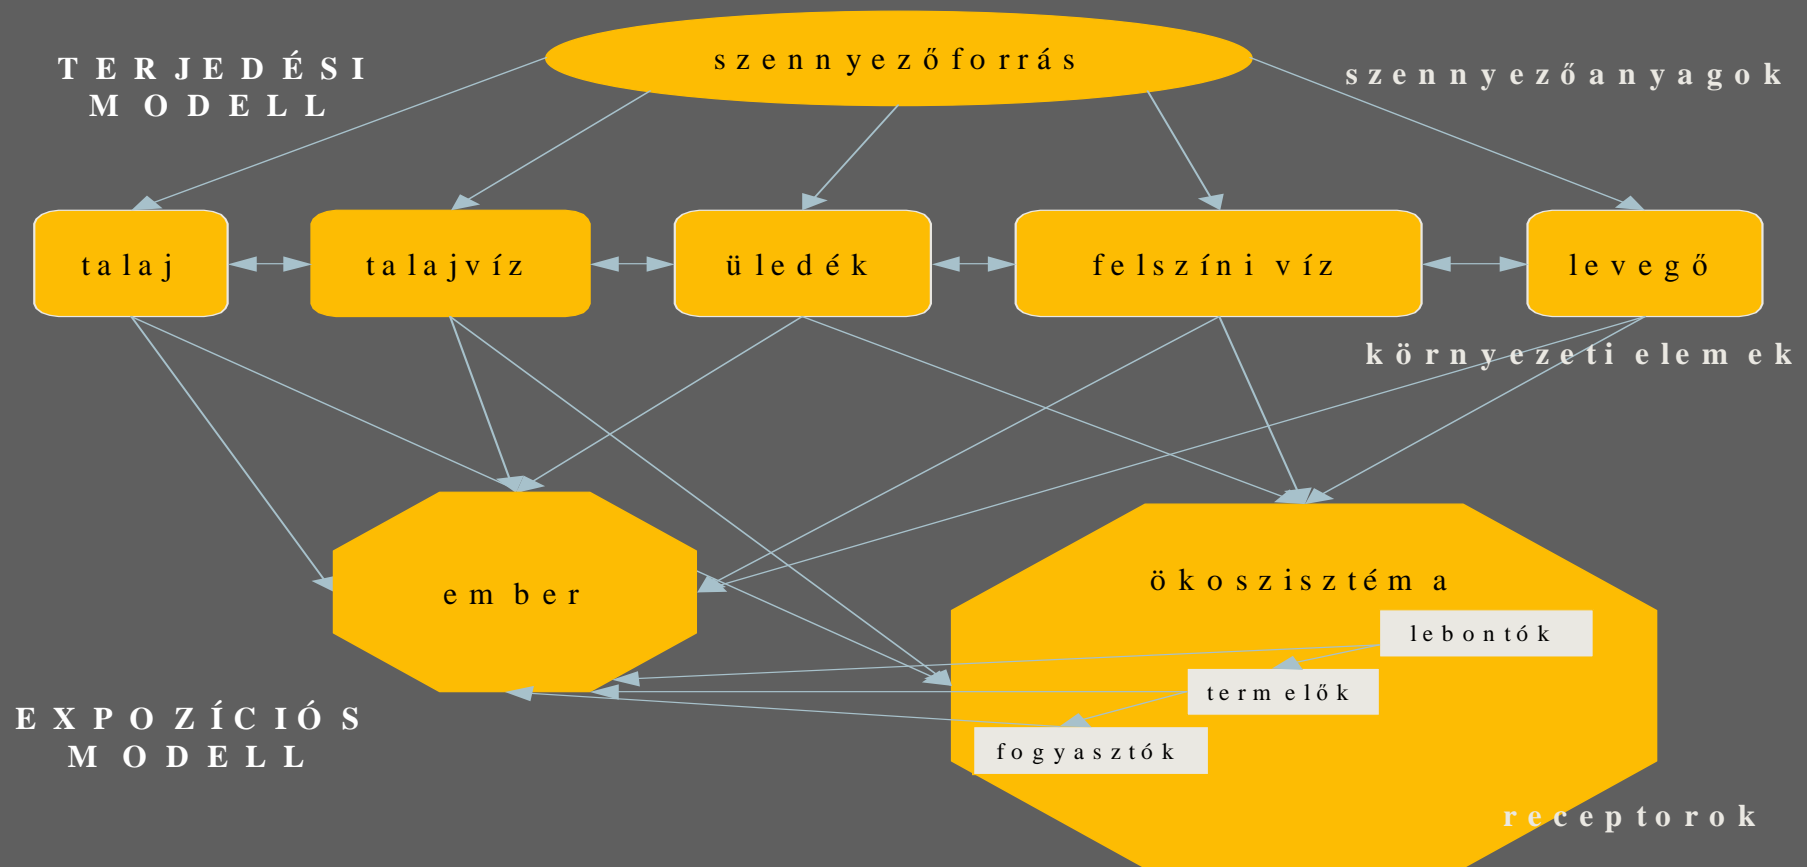 TERJEDÉSI
MODELL
szennyezőforrás
szennyezőanyagok
talaj
talajvíz
üledék
felszíni víz
levegő
környezeti elemek
ember
ökoszisztéma
lebontók
termelők
fogyasztók
EXPOZÍCIÓS
MODELL
receptorok